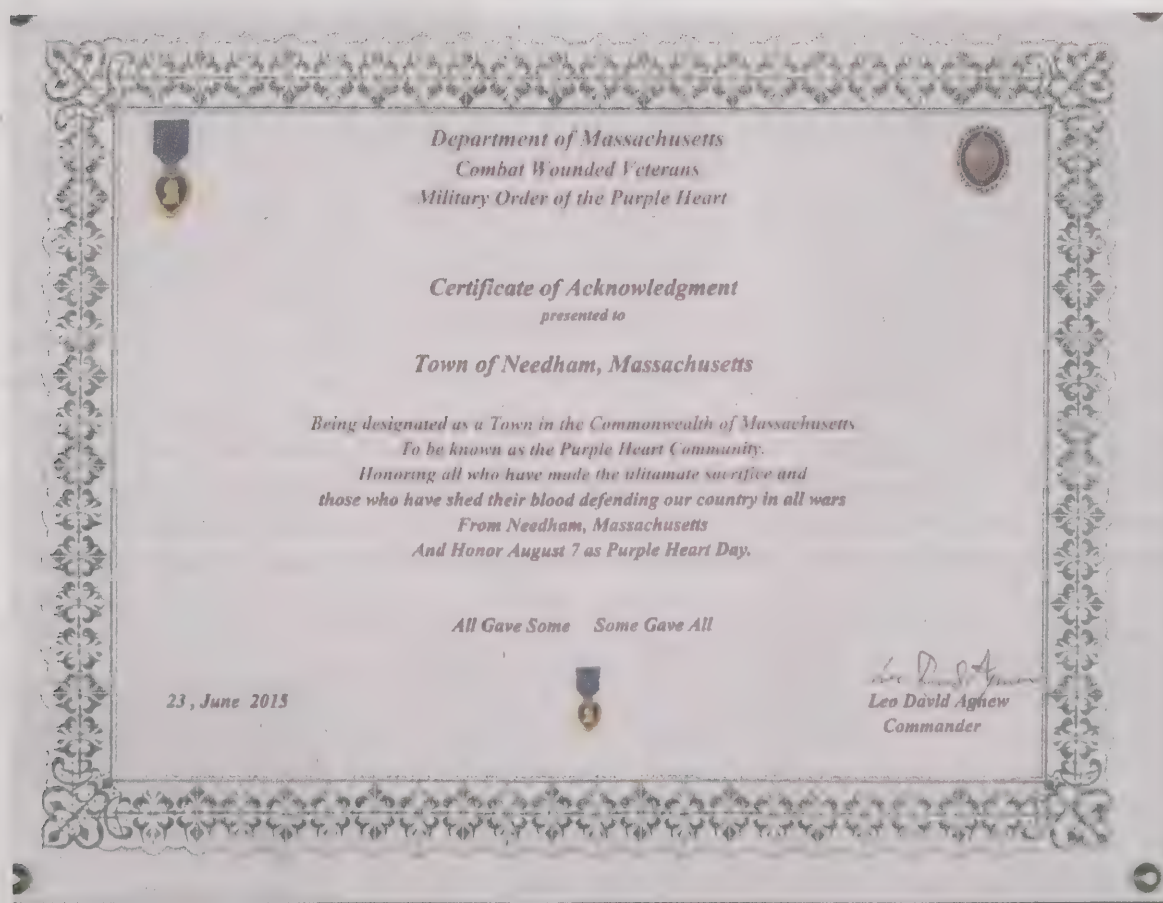 Department of Massachusetts
Combat Wounded Veterans
Military Order of the Purple Heart
Certificate of Acknowledgment
presented to
Town of Needham, Massachusetts
Being designated as a Town in the Commonwealth of Massachusetts
To be known as the Purple Heart Community.
Honoring all who have made the ulitamate sacrifice and
those who have shed their blood defending our country in all wars
From Needham, Massachusetts
And Honor August 7 as Purple Heart Day.
All Gave Some Some Gave All
23 , June 2015
Leo David Agnew
Leo David Agnew
Commander